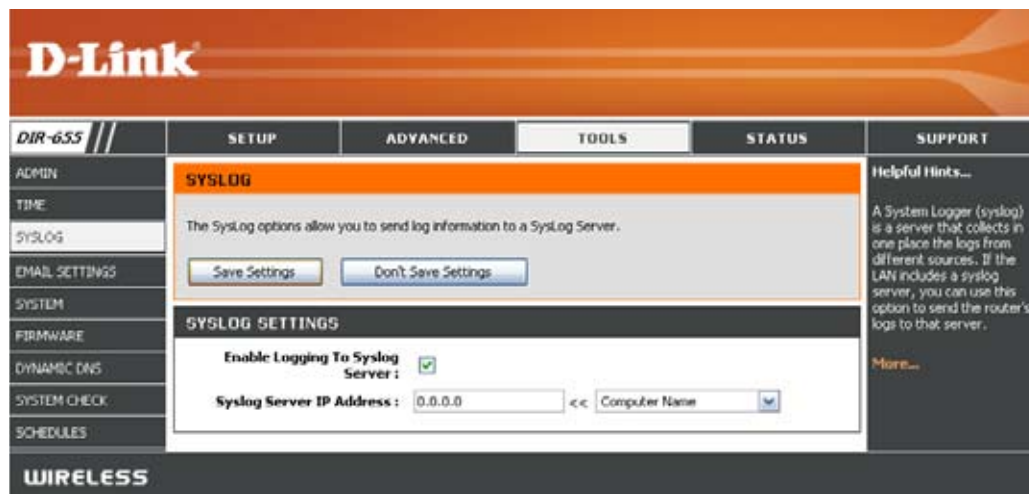 D-Link
DIR-655
SETUP
ADVANCED
TOOLS
STATUS
SUPPORT
ADMIN
TIME
SYSLOG
EMAIL SETTINGS
SYSTEM
FIRMWARE
DYNAMIC DNS
SYSTEM CHECK
SCHEDULES
SYSLOG
The SysLog options allow you to send log information to a SysLog Server.
Save Settings
Don't Save Settings
SYSLOG SETTINGS
Enable Logging To Syslog
Server :
Syslog Server IP Address :
0.0.0.0
<<
Computer Name
Helpful Hints...
A System Logger (syslog)
is a server that collects in
one place the logs from
different sources. If the
LAN includes a syslog
server, you can use this
option to send the router's
logs to that server.
More...
WIRELESS